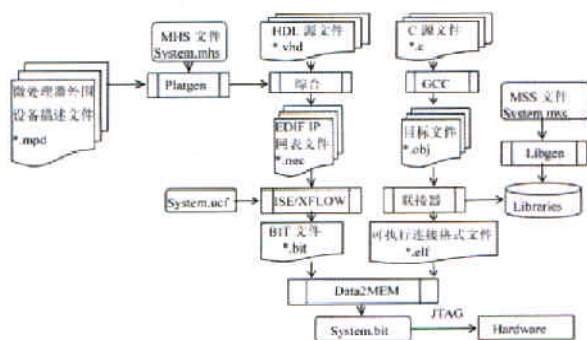 MHS 文件
System.mhs
HDL 源文件
*.vhd
C 源文件
*.c
微处理器外围
设备描述文件
*.mpd
Platgen
综合
GCC
MSS 文件
System.mss
EDIF IP
网表文件
*.ngc
目标文件
*.obj
Libgen
System.ucf
ISE/XFLOW
联接器
Libraries
BIT 文件
*.bit
可执行连接格式文件
*.elf
Data2MEM
System.bit
JTAG
Hardware